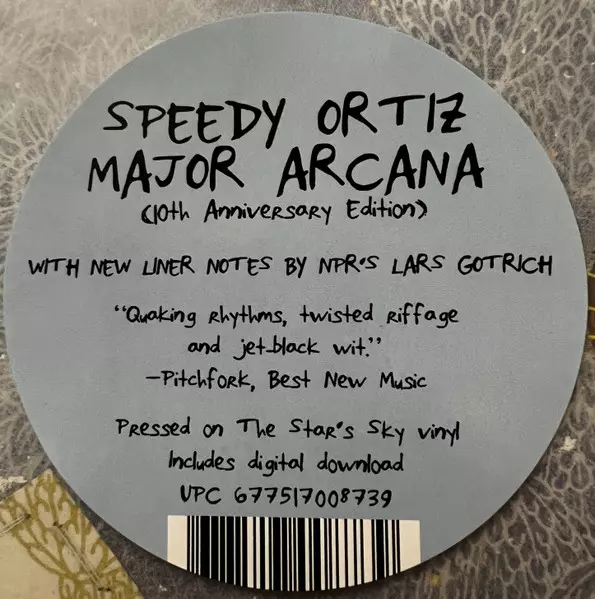 SPEEDY ORTIZ
MAJOR ARCANA
(10th Anniversary Edition)
WITH NEW LINER NOTES BY NPR'S LARS GOTRICH
"Quaking Rhythms, twisted Riffage
and jet-black wit."
—Pitchfork, Best New Music
Pressed on The Star's Sky vinyl
Includes digital download
UPC 677517008739